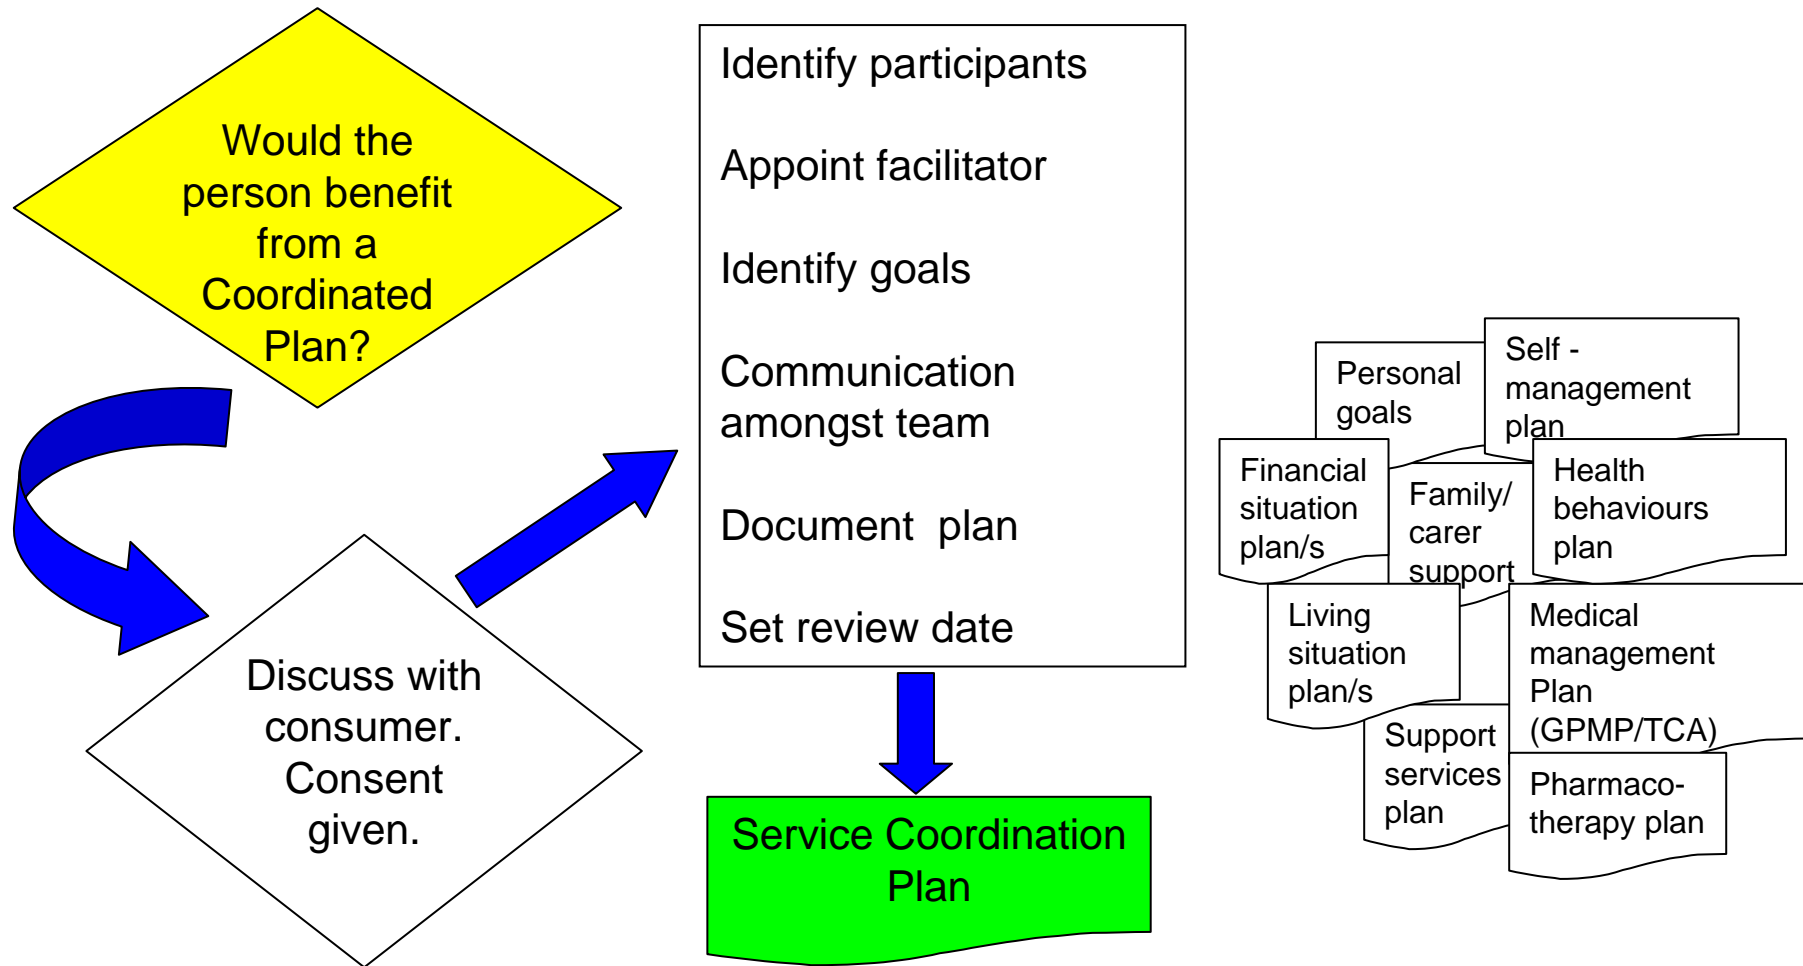 Would the
person benefit
from a
Coordinated
Plan?
Discuss with
consumer.
Consent
given.
Identify participants
Appoint facilitator
Identify goals
Communication
amongst team
Document plan
Set review date
Service Coordination
Plan
Personal
goals
Self -
management
plan
Financial
situation
plan/s
Family/
carer
support
Health
behaviours
plan
Living
situation
plan/s
Medical
management
Plan
(GPMP/TCA)
Support
services
plan
Pharmaco-
therapy plan